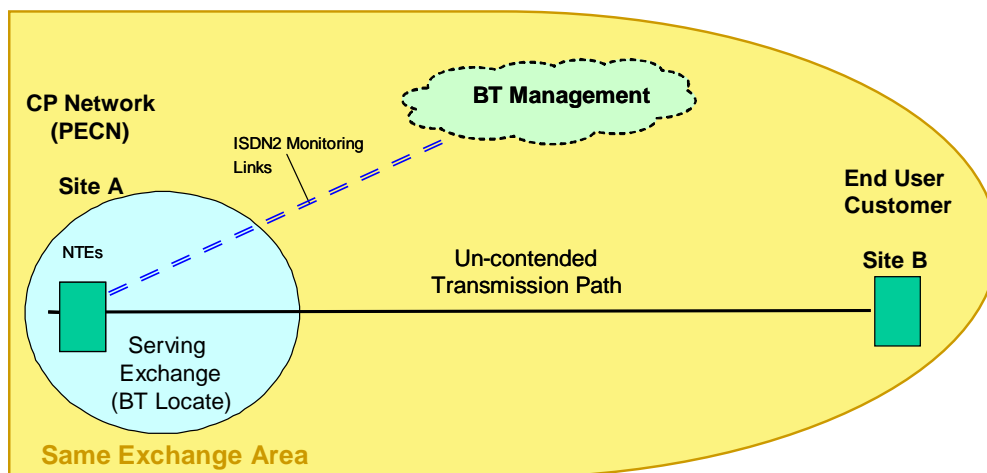 CP Network
(PECN)
Site A
NTEs
ISDN2 Monitoring
Links
BT Management
End User
Customer
Site B
Un-contended
Transmission Path
Serving
Exchange
(BT Locate)
Same Exchange Area